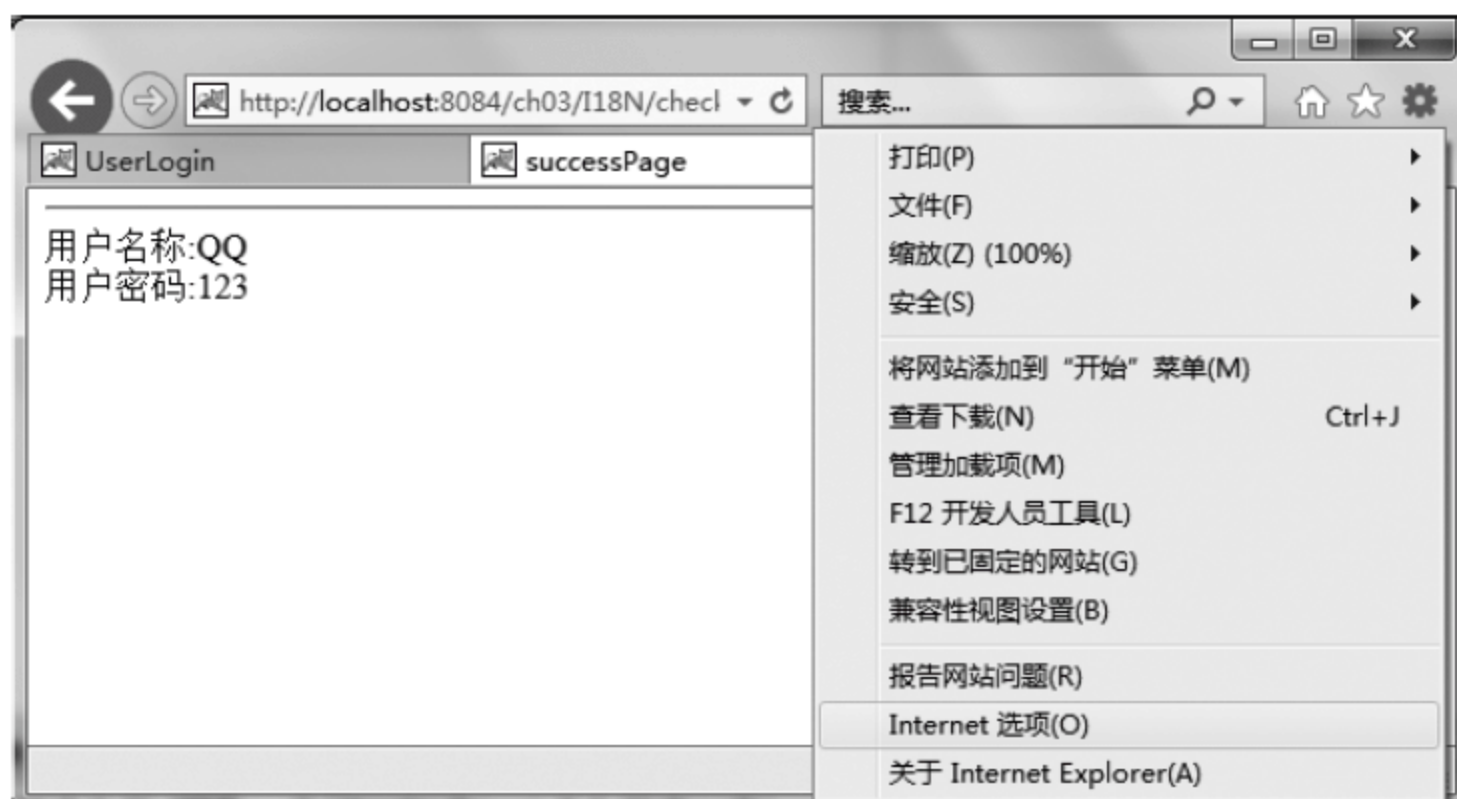 http://localhost:8084/ch03/I18N/check
搜索...
UserLogin
successPage
用户名称:QQ
用户密码:123
打印(P)
文件(F)
缩放(Z) (100%)
安全(S)
将网站添加到“开始”菜单(M)
查看下载(N) Ctrl+J
管理加载项(M)
F12 开发人员工具(L)
转到已固定的网站(G)
兼容性视图设置(B)
报告网站问题(R)
Internet 选项(O)
关于 Internet Explorer(A)